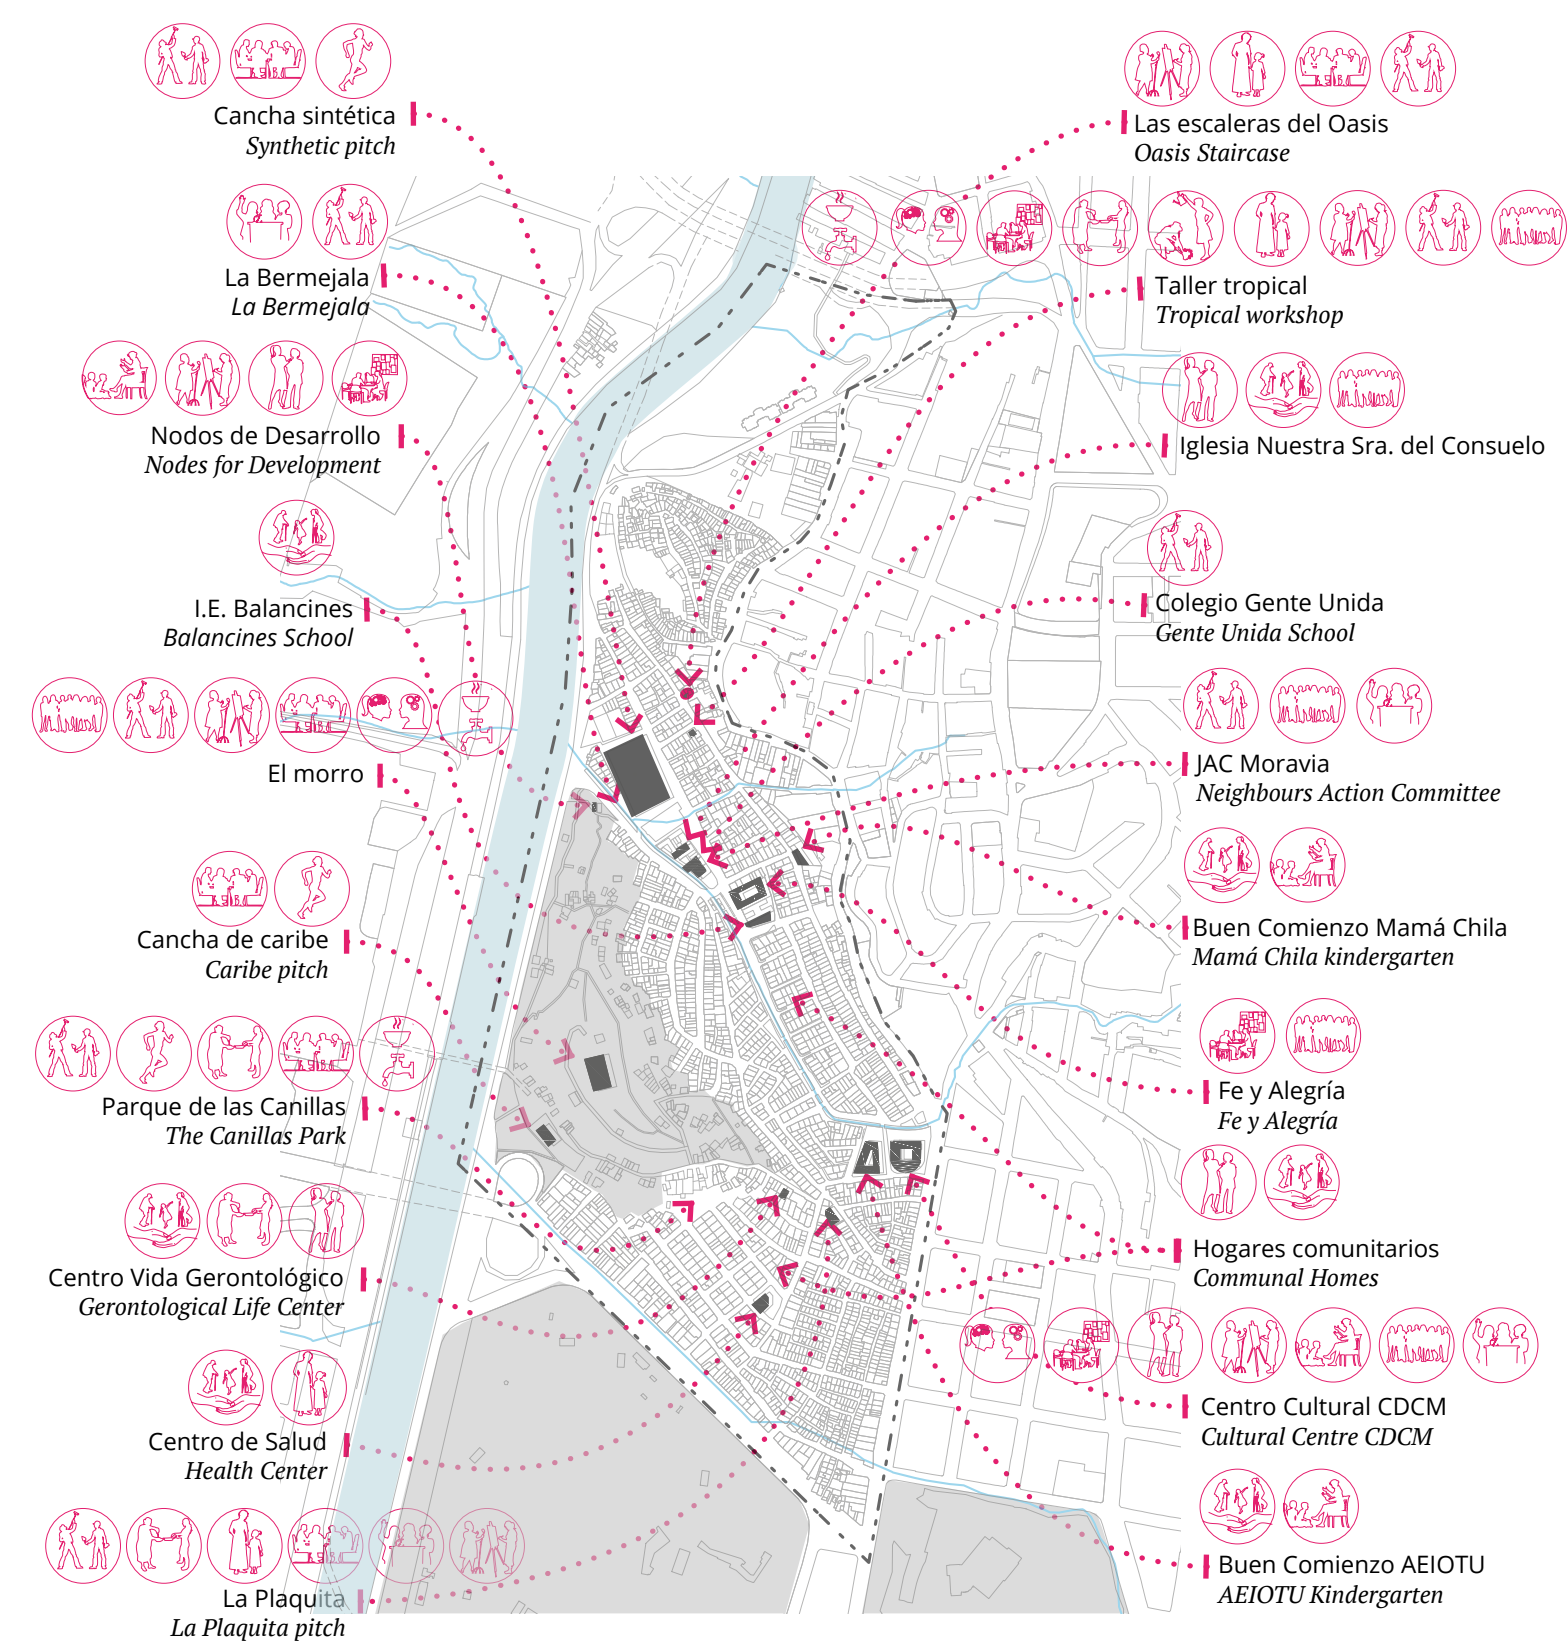 Cancha sintética
Synthetic pitch
La Bermejala
La Bermejala
Nodos de Desarrollo
Nodes for Development
I.E. Balancines
Balancines School
El morro
Cancha de caribe
Caribe pitch
Parque de las Canillas
The Canillas Park
Centro Vida Gerontológico
Gerontological Life Center
Centro de Salud
Health Center
La Plaquita
La Plaquita pitch
Las escaleras del Oasis
Oasis Staircase
Taller tropical
Tropical workshop
Iglesia Nuestra Sra. del Consuelo
Colegio Gente Unida
Gente Unida School
JAC Moravia
Neighbours Action Committee
Buen Comienzo Mamá Chila
Mamá Chila kindergarten
Fe y Alegría
Fe y Alegría
Hogares comunitarios
Communal Homes
Centro Cultural CDCM
Cultural Centre CDCM
Buen Comienzo AEIOTU
AEIOTU Kindergarten